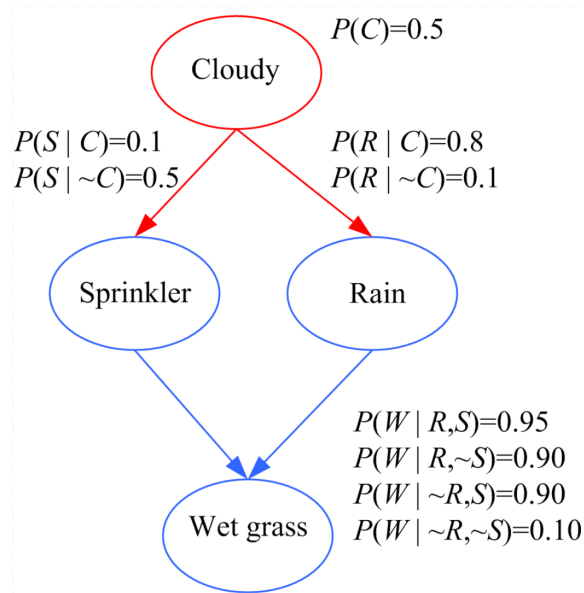 P(C)=0.5
Cloudy
P(S | C)=0.1
P(S | ~C)=0.5
P(R | C)=0.8
P(R | ~C)=0.1
Sprinkler
Rain
P(W | R,S)=0.95
P(W | R,~S)=0.90
P(W | ~R,S)=0.90
P(W | ~R,~S)=0.10
Wet grass